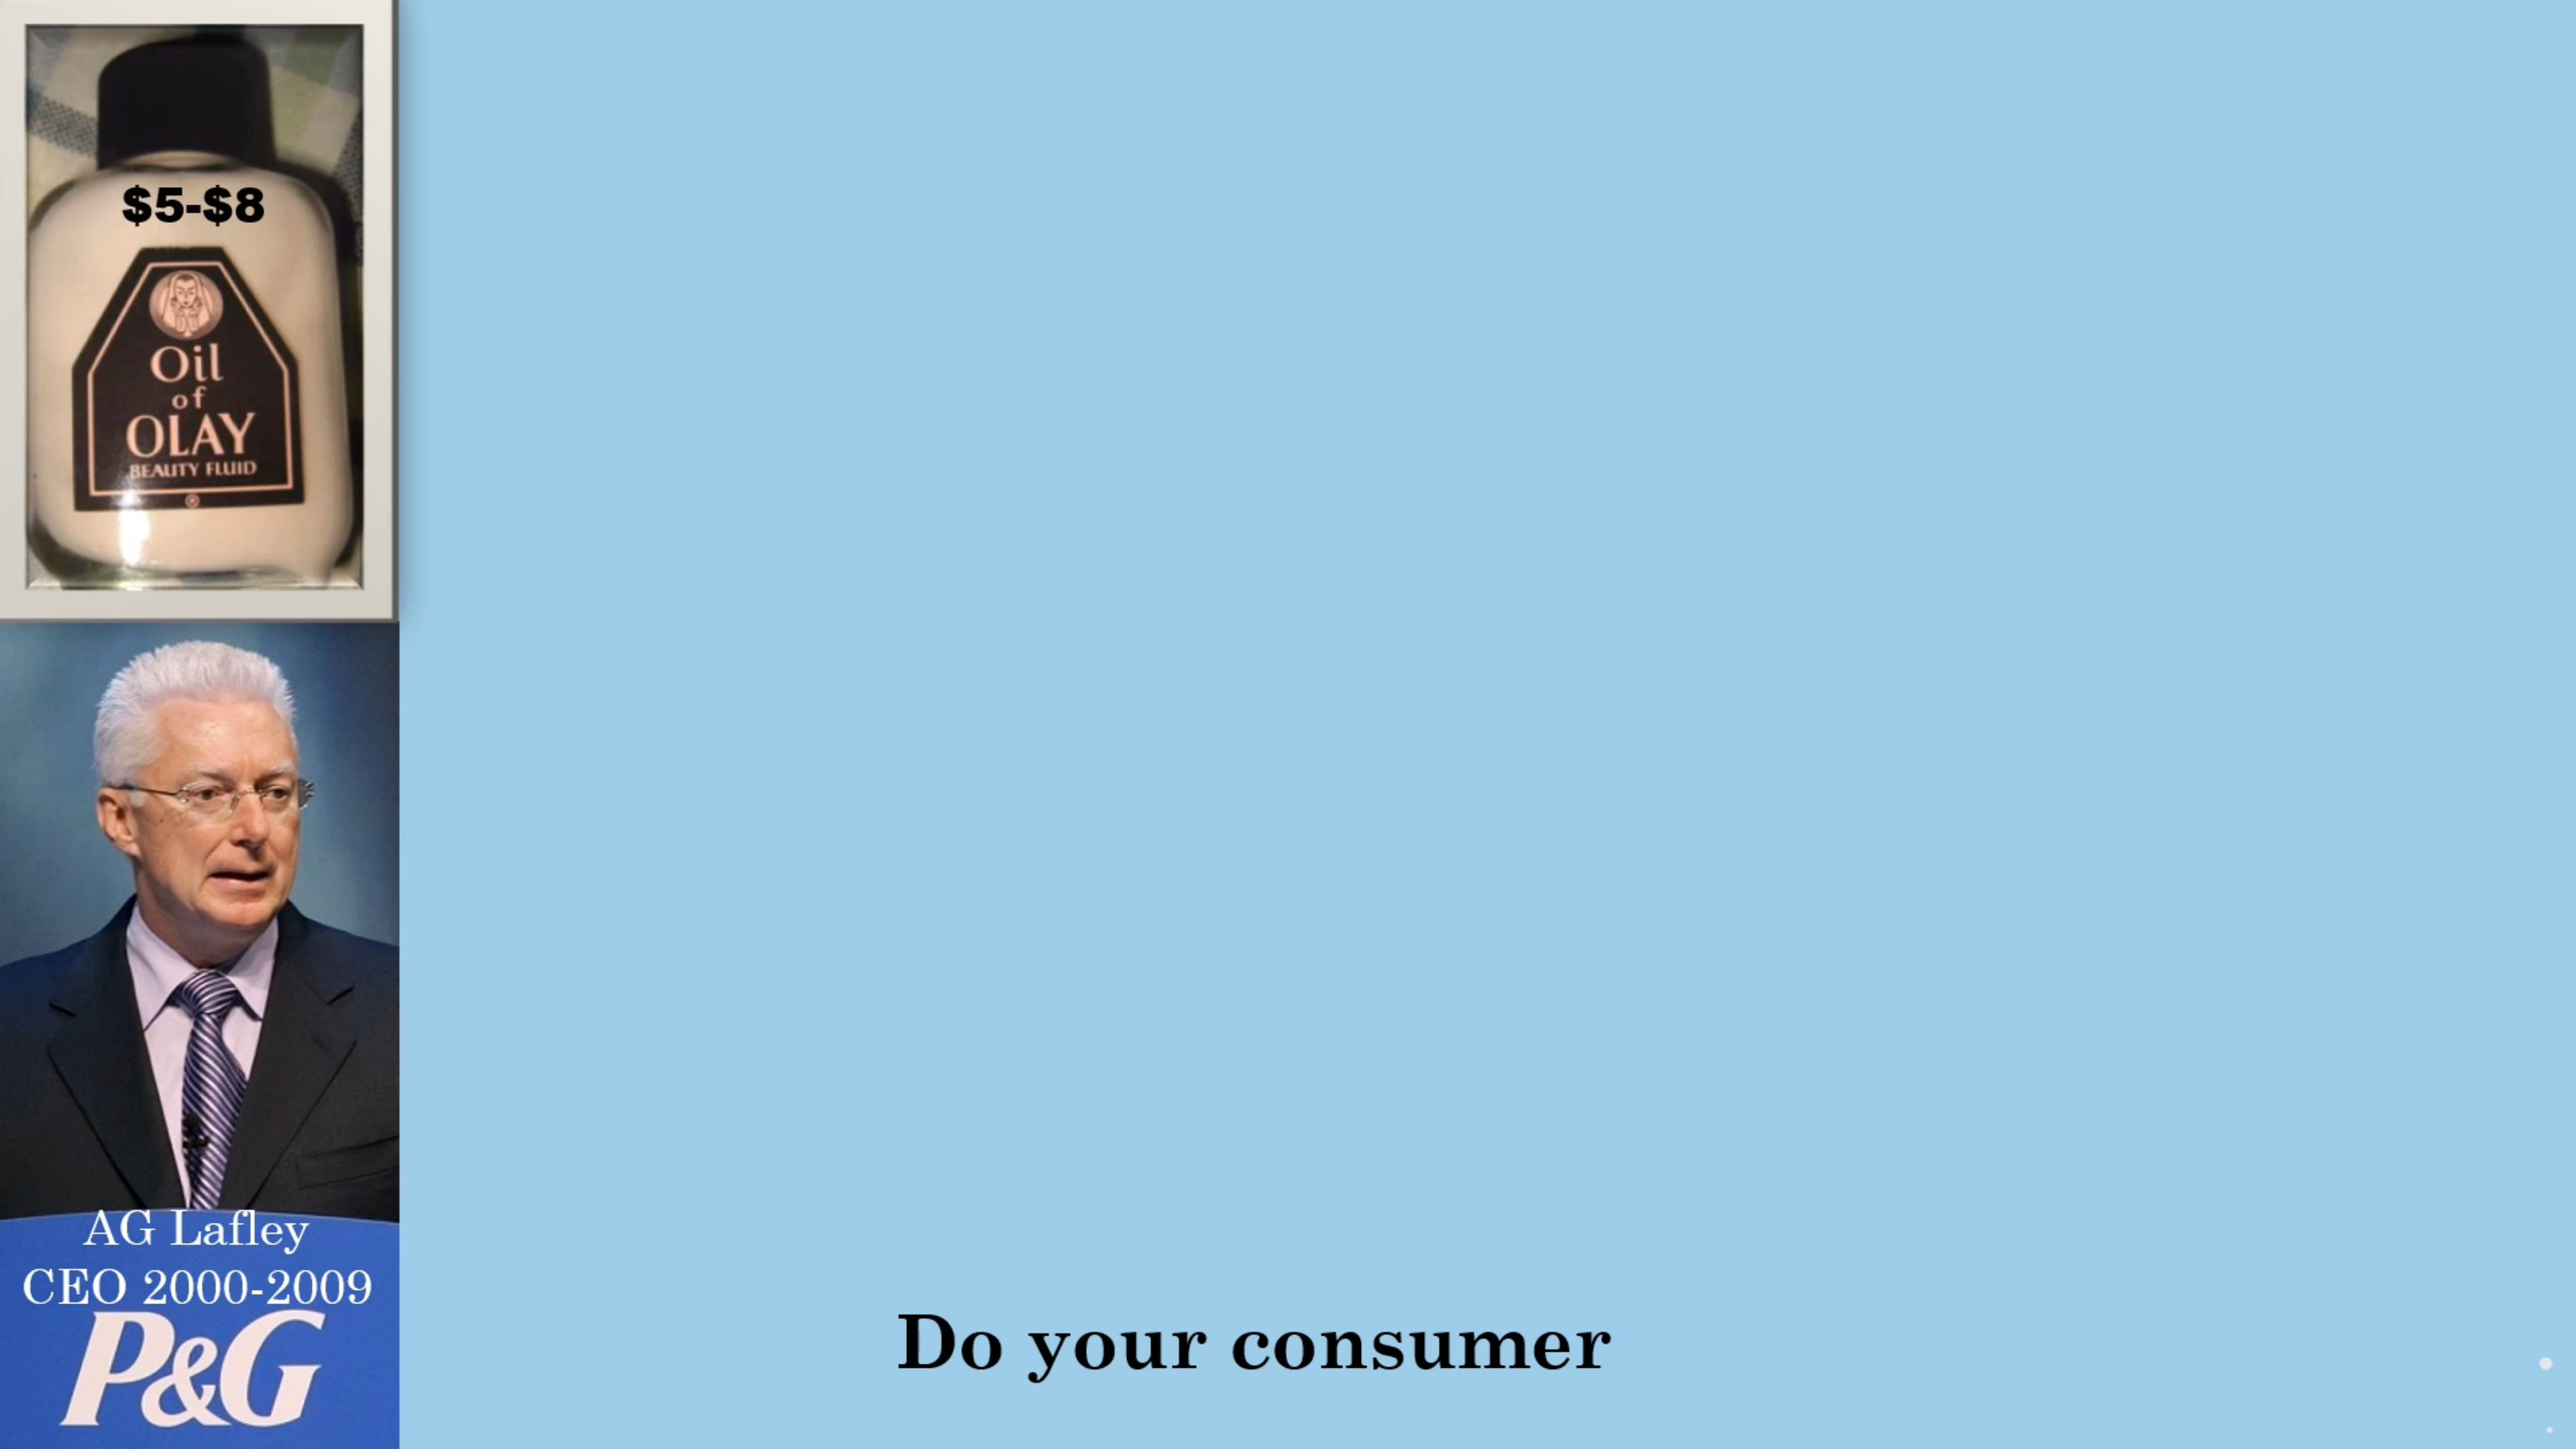 $5-$8
Oil
of
OLAY
BEAUTY FLUID
AG Lafley
CEO 2000-2009
P&G
Do your consumer